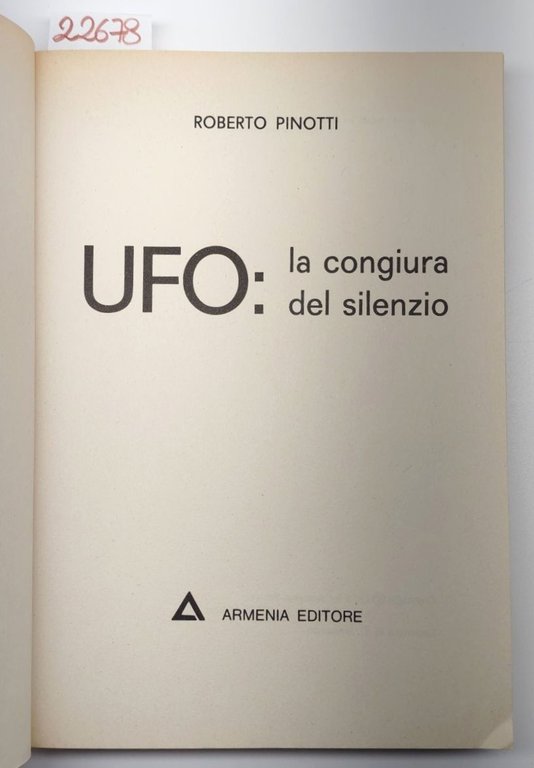 22678
ROBERTO PINOTTI
UFO: la congiura
del silenzio
ARMENIA EDITORE